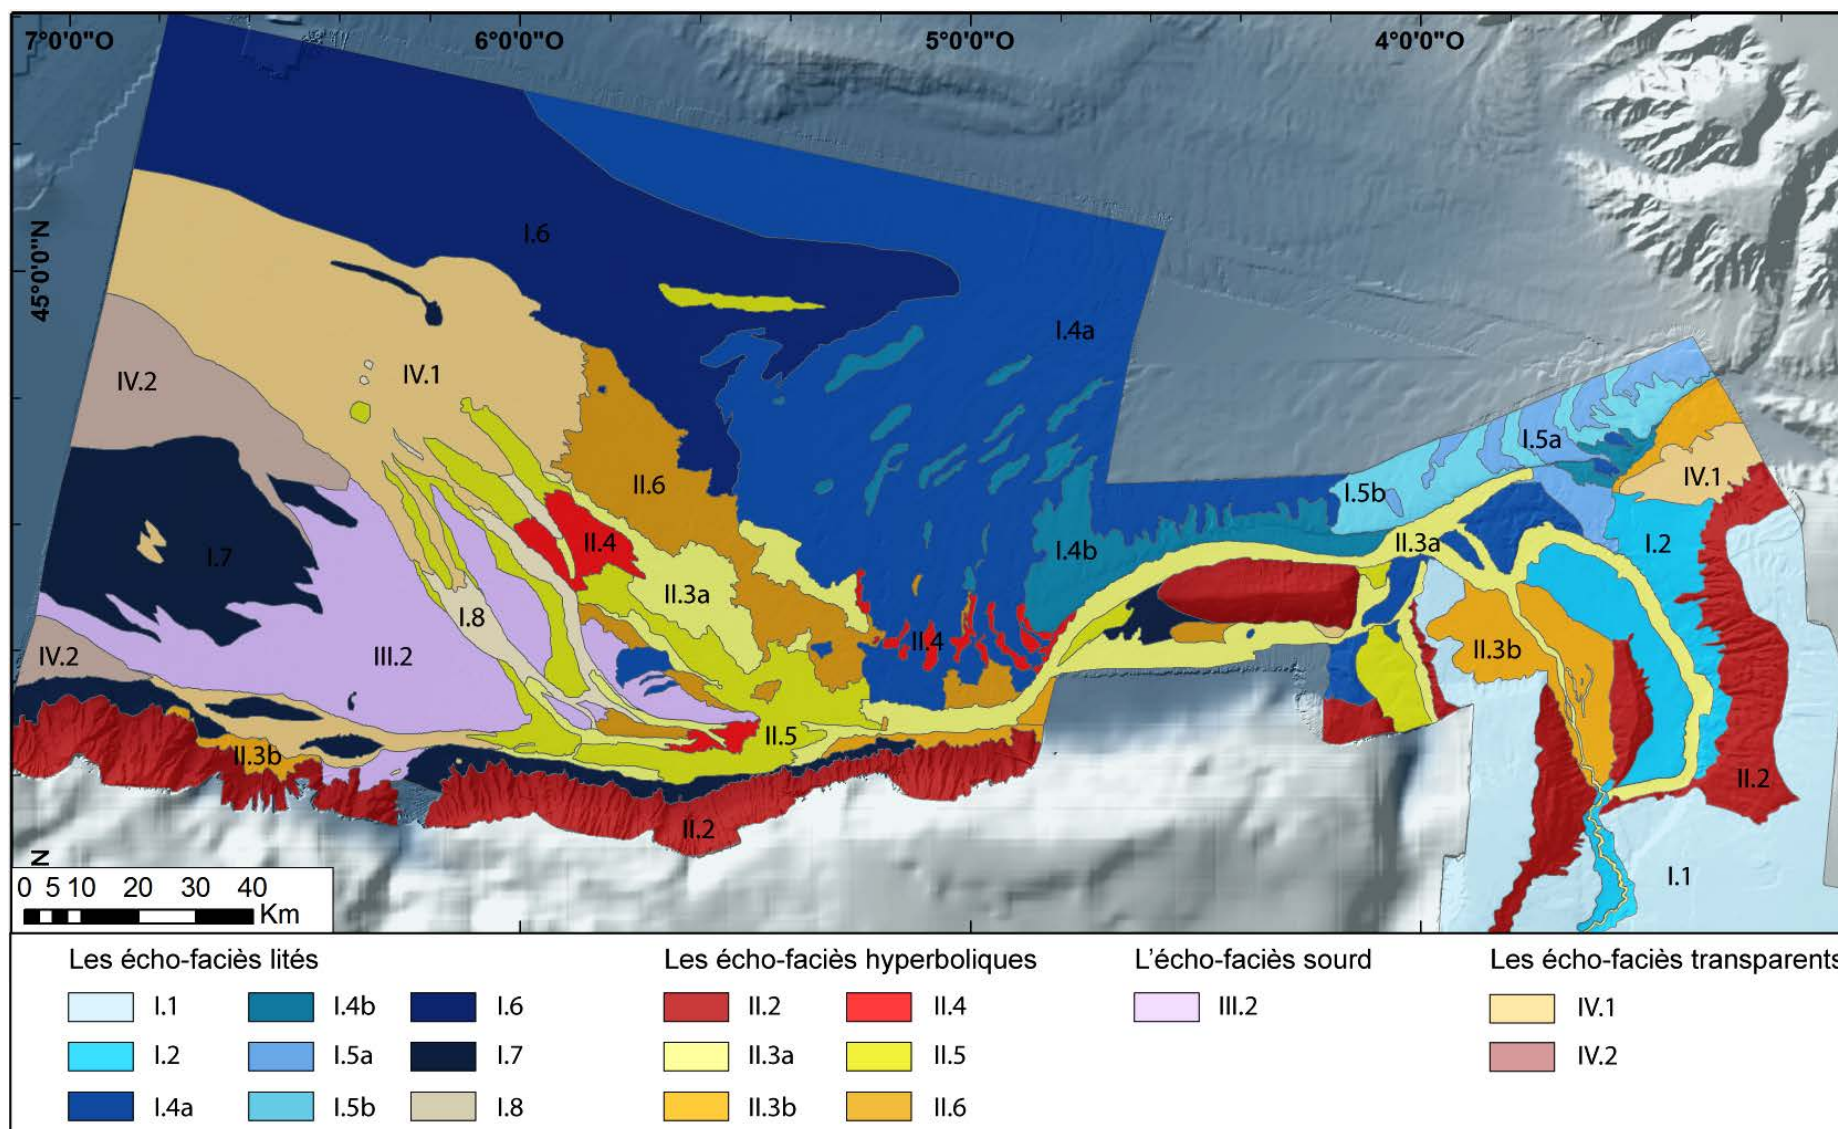 7°0'0"O 6°0'0"O 5°0'0"O 4°0'0"O
45°0'0"N
I.6
I.4a
IV.2
IV.1
I.5a
IV.1
II.6
I.5b
II.4
I.4b
II.3a
I.2
I.7
II.3a
I.8
II.4
II.3b
IV.2
III.2
II.5
II.3b
II.2
II.2
I.1
N
0 5 10 20 30 40
Km
Les écho-faciès lités
I.1 I.4b I.6
I.2 I.5a I.7
I.4a I.5b I.8
Les écho-faciès hyperboliques
II.2 II.4
II.3a II.5
II.3b II.6
L'écho-faciès sourd
III.2
Les écho-faciès transparents
IV.1
IV.2